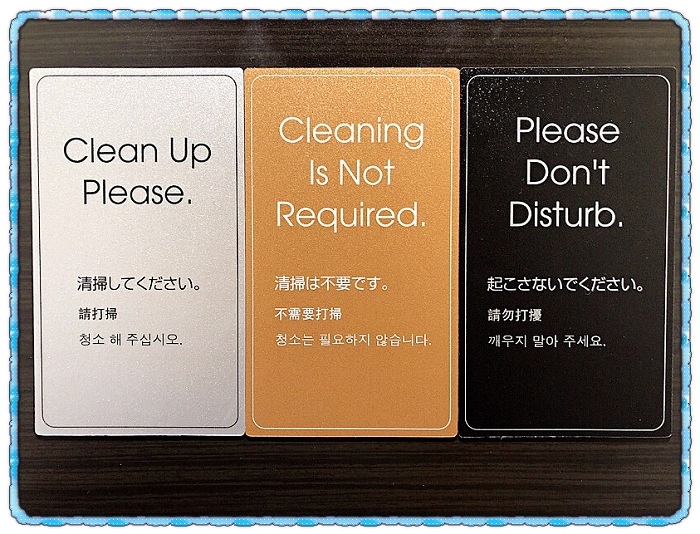 Clean Up
Please.
清掃してください。
請打掃
청소 해 주십시오.
Cleaning
Is Not
Required.
清掃は不要です。
不需要打掃
청소는 필요하지 않습니다.
Please
Don't
Disturb.
起こさないでください。
請勿打擾
깨우지 말아 주세요.